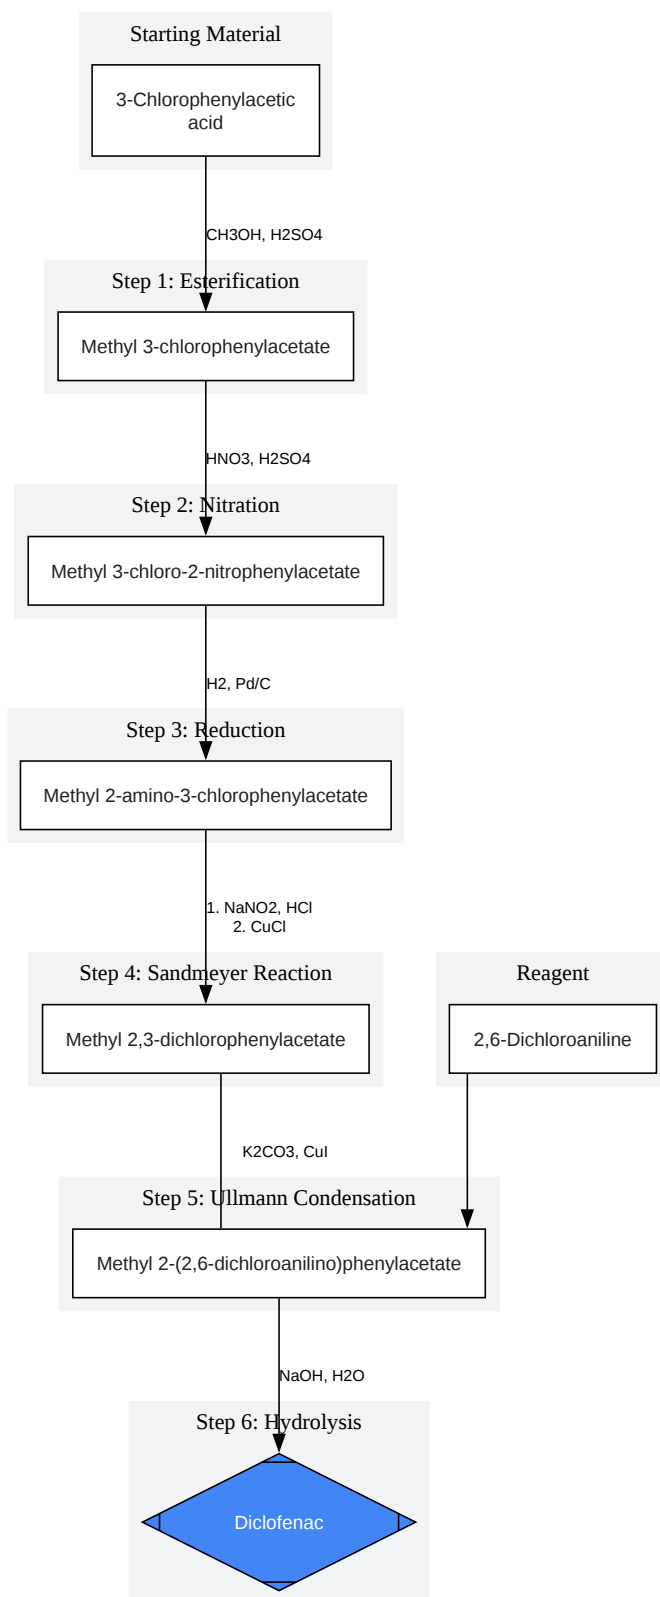 Starting Material
3-Chlorophenylacetic
acid
CH3OH, H2SO4
Step 1: Esterification
Methyl 3-chlorophenylacetate
HNO3, H2SO4
Step 2: Nitration
Methyl 3-chloro-2-nitrophenylacetate
H2, Pd/C
Step 3: Reduction
Methyl 2-amino-3-chlorophenylacetate
1. NaNO2, HCl
2. CuCl
Step 4: Sandmeyer Reaction
Methyl 2,3-dichlorophenylacetate
Reagent
2,6-Dichloroaniline
K2CO3, CuI
Step 5: Ullmann Condensation
Methyl 2-(2,6-dichloroanilino)phenylacetate
NaOH, H2O
Step 6: Hydrolysis
Diclofenac